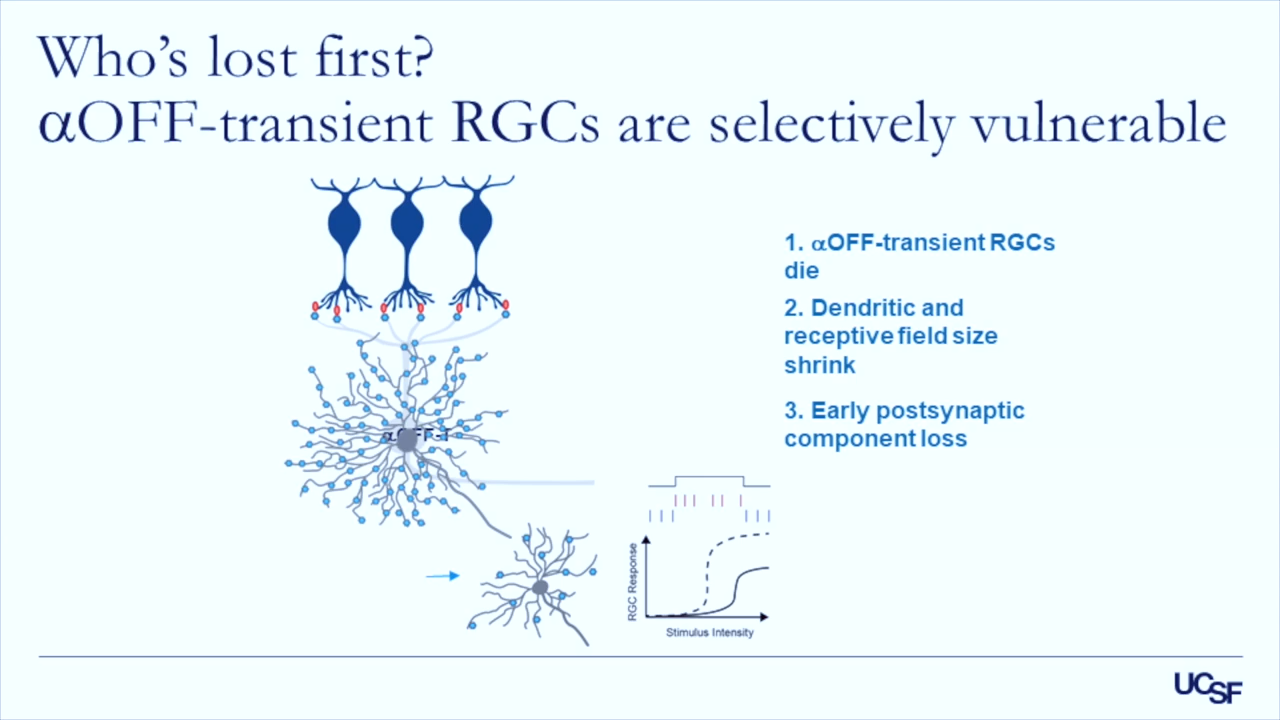 Who's lost first?
αOFF-transient RGCs are selectively vulnerable
1. αOFF-transient RGCs
die
2. Dendritic and
receptive field size
shrink
3. Early postsynaptic
component loss
αOFF-T
RGC Response
Stimulus Intensity
UCSF